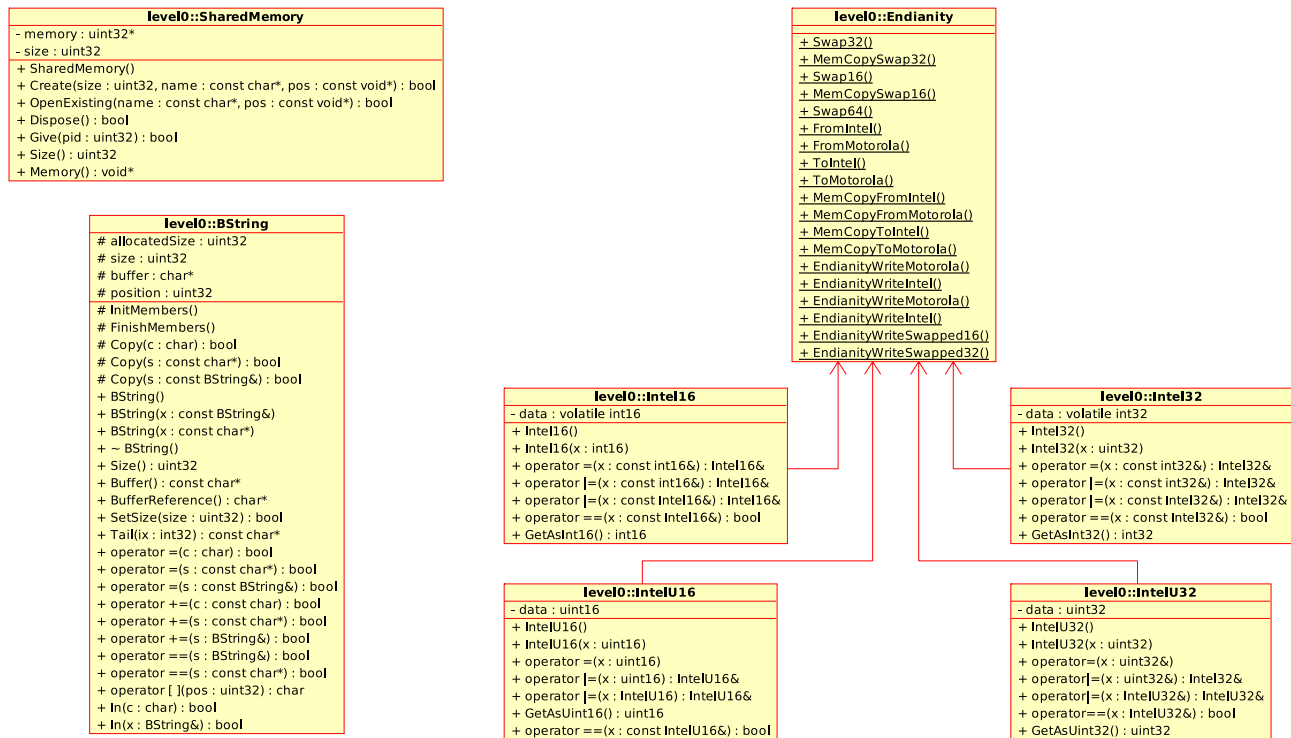 level0::SharedMemory
- memory : uint32*
- size : uint32
+ SharedMemory()
+ Create(size : uint32, name : const char*, pos : const void*) : bool
+ OpenExisting(name : const char*, pos : const void*) : bool
+ Dispose() : bool
+ Give(pid : uint32) : bool
+ Size() : uint32
+ Memory() : void*
level0::BString
# allocatedSize : uint32
# size : uint32
# buffer : char*
# position : uint32
# InitMembers()
# FinishMembers()
# Copy(c : char) : bool
# Copy(s : const char*) : bool
# Copy(s : const BString&) : bool
+ BString()
+ BString(x : const BString&)
+ BString(x : const char*)
+ ~ BString()
+ Size() : uint32
+ Buffer() : const char*
+ BufferReference() : char*
+ SetSize(size : uint32) : bool
+ Tail(ix : int32) : const char*
+ operator =(c : char) : bool
+ operator =(s : const char*) : bool
+ operator =(s : const BString&) : bool
+ operator +=(c : const char) : bool
+ operator +=(s : const char*) : bool
+ operator +=(s : BString&) : bool
+ operator ==(s : BString&) : bool
+ operator ==(s : const char*) : bool
+ operator [ ](pos : uint32) : char
+ In(c : char) : bool
+ In(x : BString&) : bool
level0::Endianity
+ Swap32()
+ MemCopySwap32()
+ Swap16()
+ MemCopySwap16()
+ Swap64()
+ FromIntel()
+ FromMotorola()
+ ToIntel()
+ ToMotorola()
+ MemCopyFromIntel()
+ MemCopyFromMotorola()
+ MemCopyToIntel()
+ MemCopyToMotorola()
+ EndianityWriteMotorola()
+ EndianityWriteIntel()
+ EndianityWriteMotorola()
+ EndianityWriteIntel()
+ EndianityWriteSwapped16()
+ EndianityWriteSwapped32()
level0::Intel16
- data : volatile int16
+ Intel16()
+ Intel16(x : int16)
+ operator =(x : const int16&) : Intel16&
+ operator |=(x : const int16&) : Intel16&
+ operator |=(x : const Intel16&) : Intel16&
+ operator ==(x : const Intel16&) : bool
+ GetAsInt16() : int16
level0::Intel32
- data : volatile int32
+ Intel32()
+ Intel32(x : uint32)
+ operator =(x : const int32&) : Intel32&
+ operator |=(x : const int32&) : Intel32&
+ operator |=(x : const Intel32&) : Intel32&
+ operator ==(x : const Intel32&) : bool
+ GetAsInt32() : int32
level0::IntelU16
- data : uint16
+ IntelU16()
+ IntelU16(x : uint16)
+ operator =(x : uint16)
+ operator |=(x : uint16) : IntelU16&
+ operator |=(x : IntelU16) : IntelU16&
+ GetAsUint16() : uint16
+ operator ==(x : const IntelU16&) : bool
level0::IntelU32
- data : uint32
+ IntelU32()
+ IntelU32(x : uint32)
+ operator=(x : uint32&)
+ operator|=(x : uint32&) : Intel32&
+ operator|=(x : IntelU32&) : IntelU32&
+ operator==(x : IntelU32&) : bool
+ GetAsUint32() : uint32